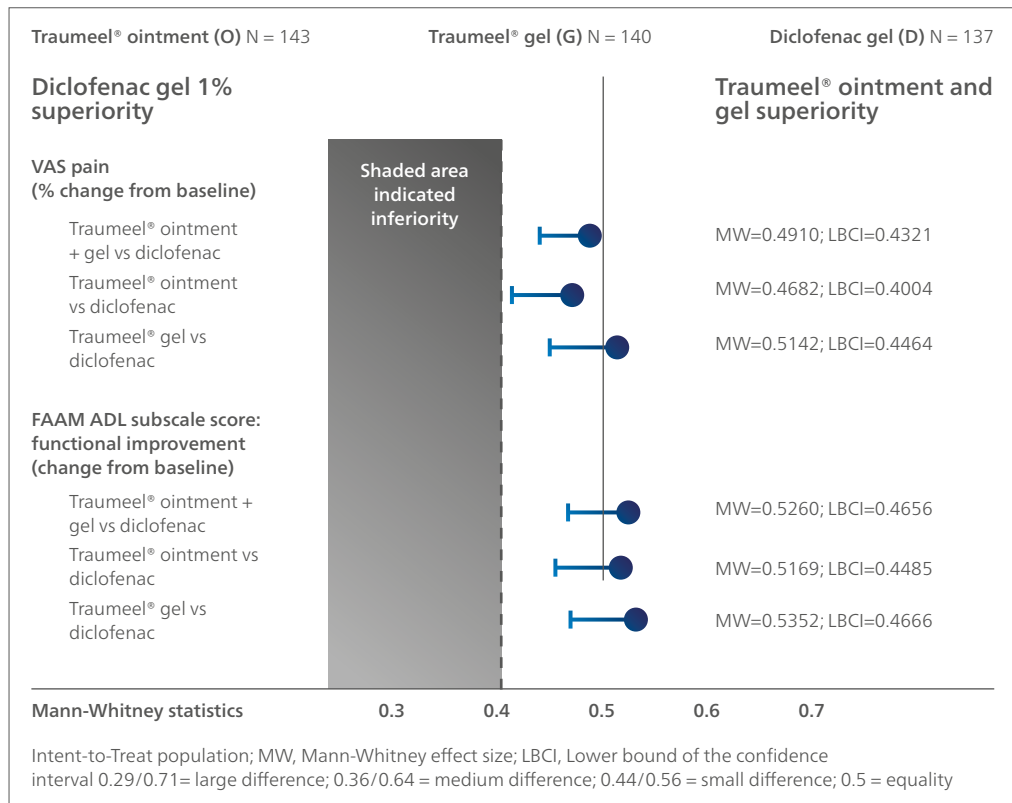 Traumeel® ointment (O) N = 143
Traumeel® gel (G) N = 140
Diclofenac gel (D) N = 137
Diclofenac gel 1%
superiority
Traumeel® ointment and
gel superiority
Shaded area
indicated
inferiority
VAS pain
(% change from baseline)
Traumeel® ointment
+ gel vs diclofenac
MW=0.4910; LBCI=0.4321
Traumeel® ointment
vs diclofenac
MW=0.4682; LBCI=0.4004
Traumeel® gel vs
diclofenac
MW=0.5142; LBCI=0.4464
FAAM ADL subscale score:
functional improvement
(change from baseline)
Traumeel® ointment +
gel vs diclofenac
MW=0.5260; LBCI=0.4656
Traumeel® ointment vs
diclofenac
MW=0.5169; LBCI=0.4485
Traumeel® gel vs
diclofenac
MW=0.5352; LBCI=0.4666
Mann-Whitney statistics 0.3 0.4 0.5 0.6 0.7
Intent-to-Treat population; MW, Mann-Whitney effect size; LBCI, Lower bound of the confidence
interval 0.29/0.71= large difference; 0.36/0.64 = medium difference; 0.44/0.56 = small difference; 0.5 = equality